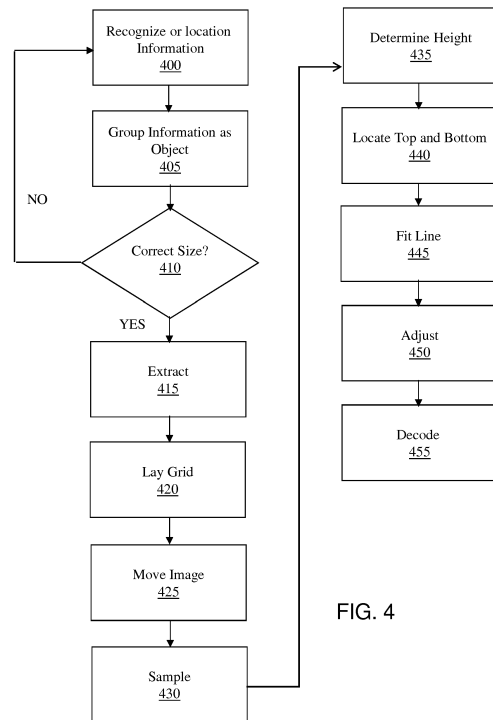 Recognize or location
Information
400
Group Information as
Object
405
NO
Correct Size?
410
YES
Extract
415
Lay Grid
420
Move Image
425
Sample
430
Determine Height
435
Locate Top and Bottom
440
Fit Line
445
Adjust
450
Decode
455
FIG. 4